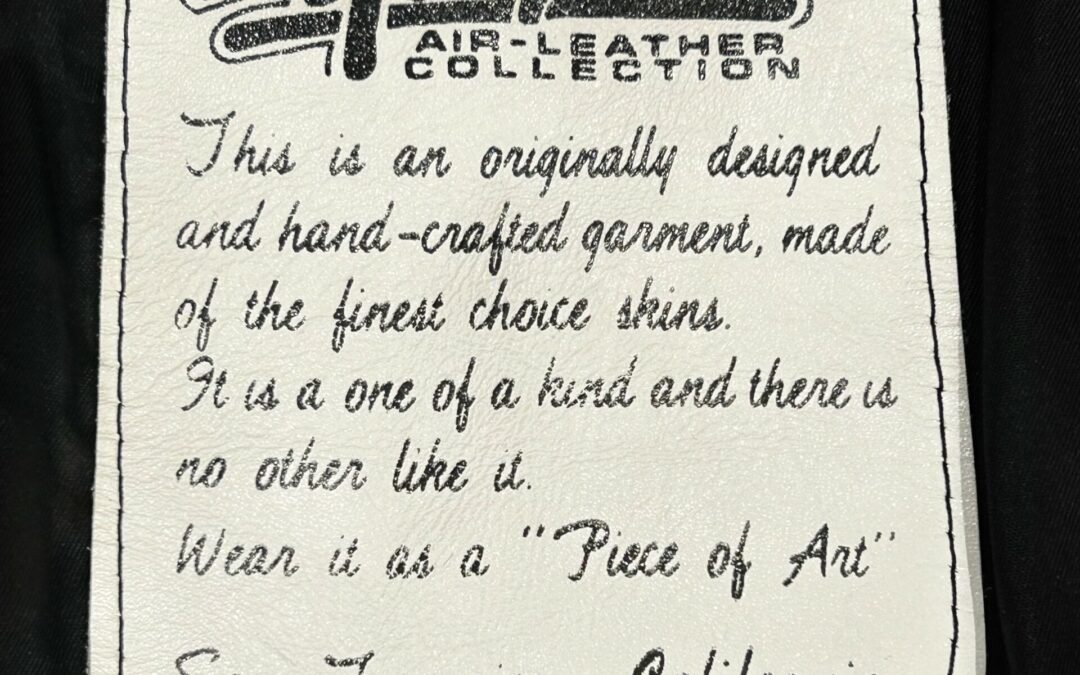 AIR-LEATHER
COLLECTION
This is an originally designed
and hand-crafted garment, made
of the finest choice skins.
It is a one of a kind and there is
no other like it.
Wear it as a "Piece of Art"